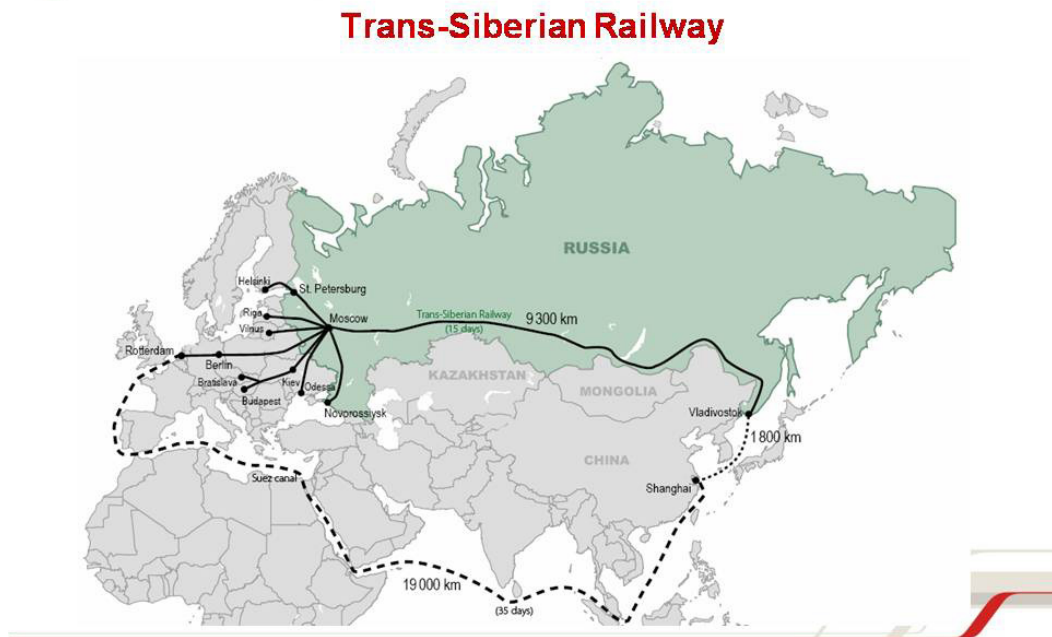 Trans-Siberian Railway
RUSSIA
Helsinki
St. Petersburg
Riga
Moscow
Trans-Siberian Railway
(15 days)
9 300 km
Vilnus
Rotterdam
Berlin
KAZAKHSTAN
Bratislava
Kiev
Odessa
MONGOLIA
Budapest
Novorossiysk
Vladivostok
1 800 km
CHINA
Suez canal
Shanghai
19 000 km
(35 days)